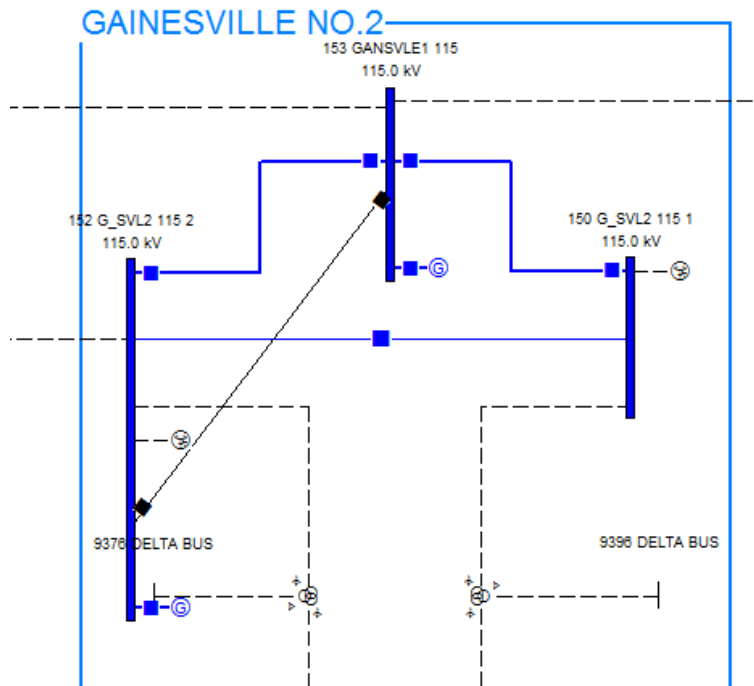 GAINESVILLE NO.2
153 GANSVLE1 115
115.0 kV
152 G_SVL2 115 2
115.0 kV
150 G_SVL2 115 1
115.0 kV
G
9376 DELTA BUS
9396 DELTA BUS
G